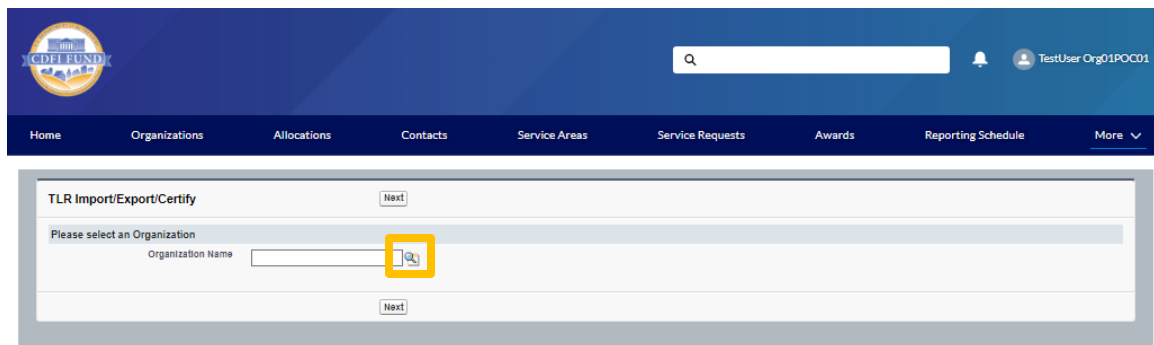 CDFI FUND
TestUser Org01POC01
Home Organizations Allocations Contacts Service Areas Service Requests Awards Reporting Schedule More
TLR Import/Export/Certify Next
Please select an Organization
Organization Name
Next